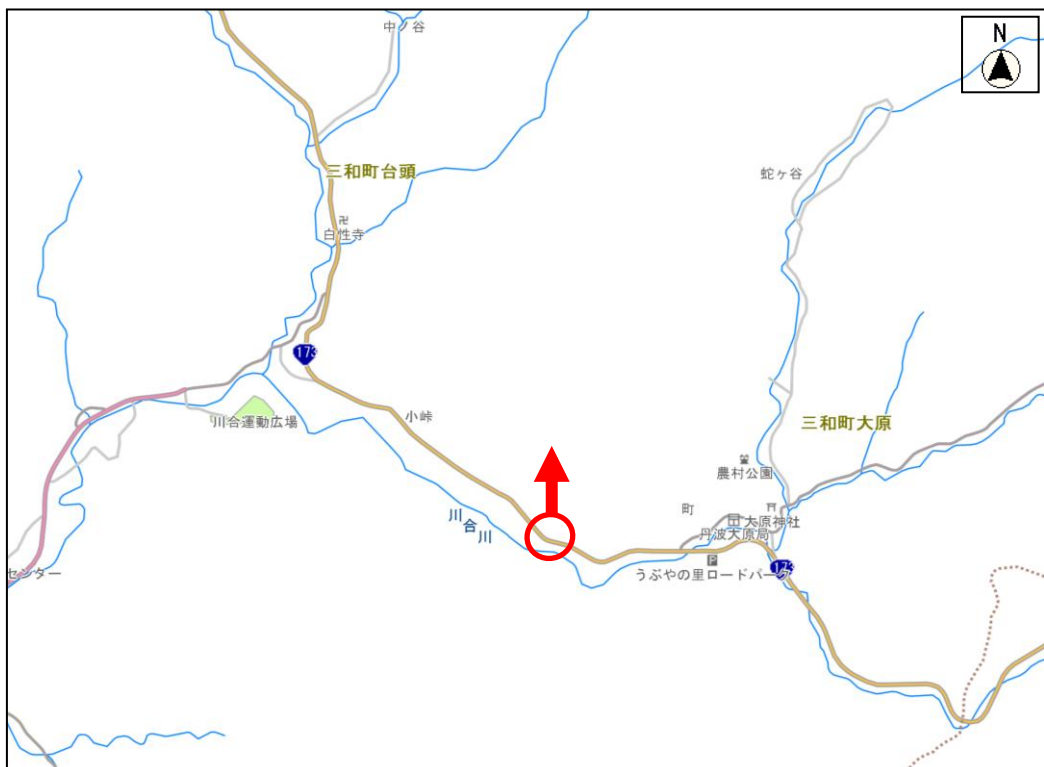 中ノ谷
N
三和町台頭
蛇ヶ谷
白性寺
173
小峠
川合運動広場
三和町大原
農村公園
町
大原神社
川合川
丹波大原局
P
センター
うぶやの里ロードパーク
173